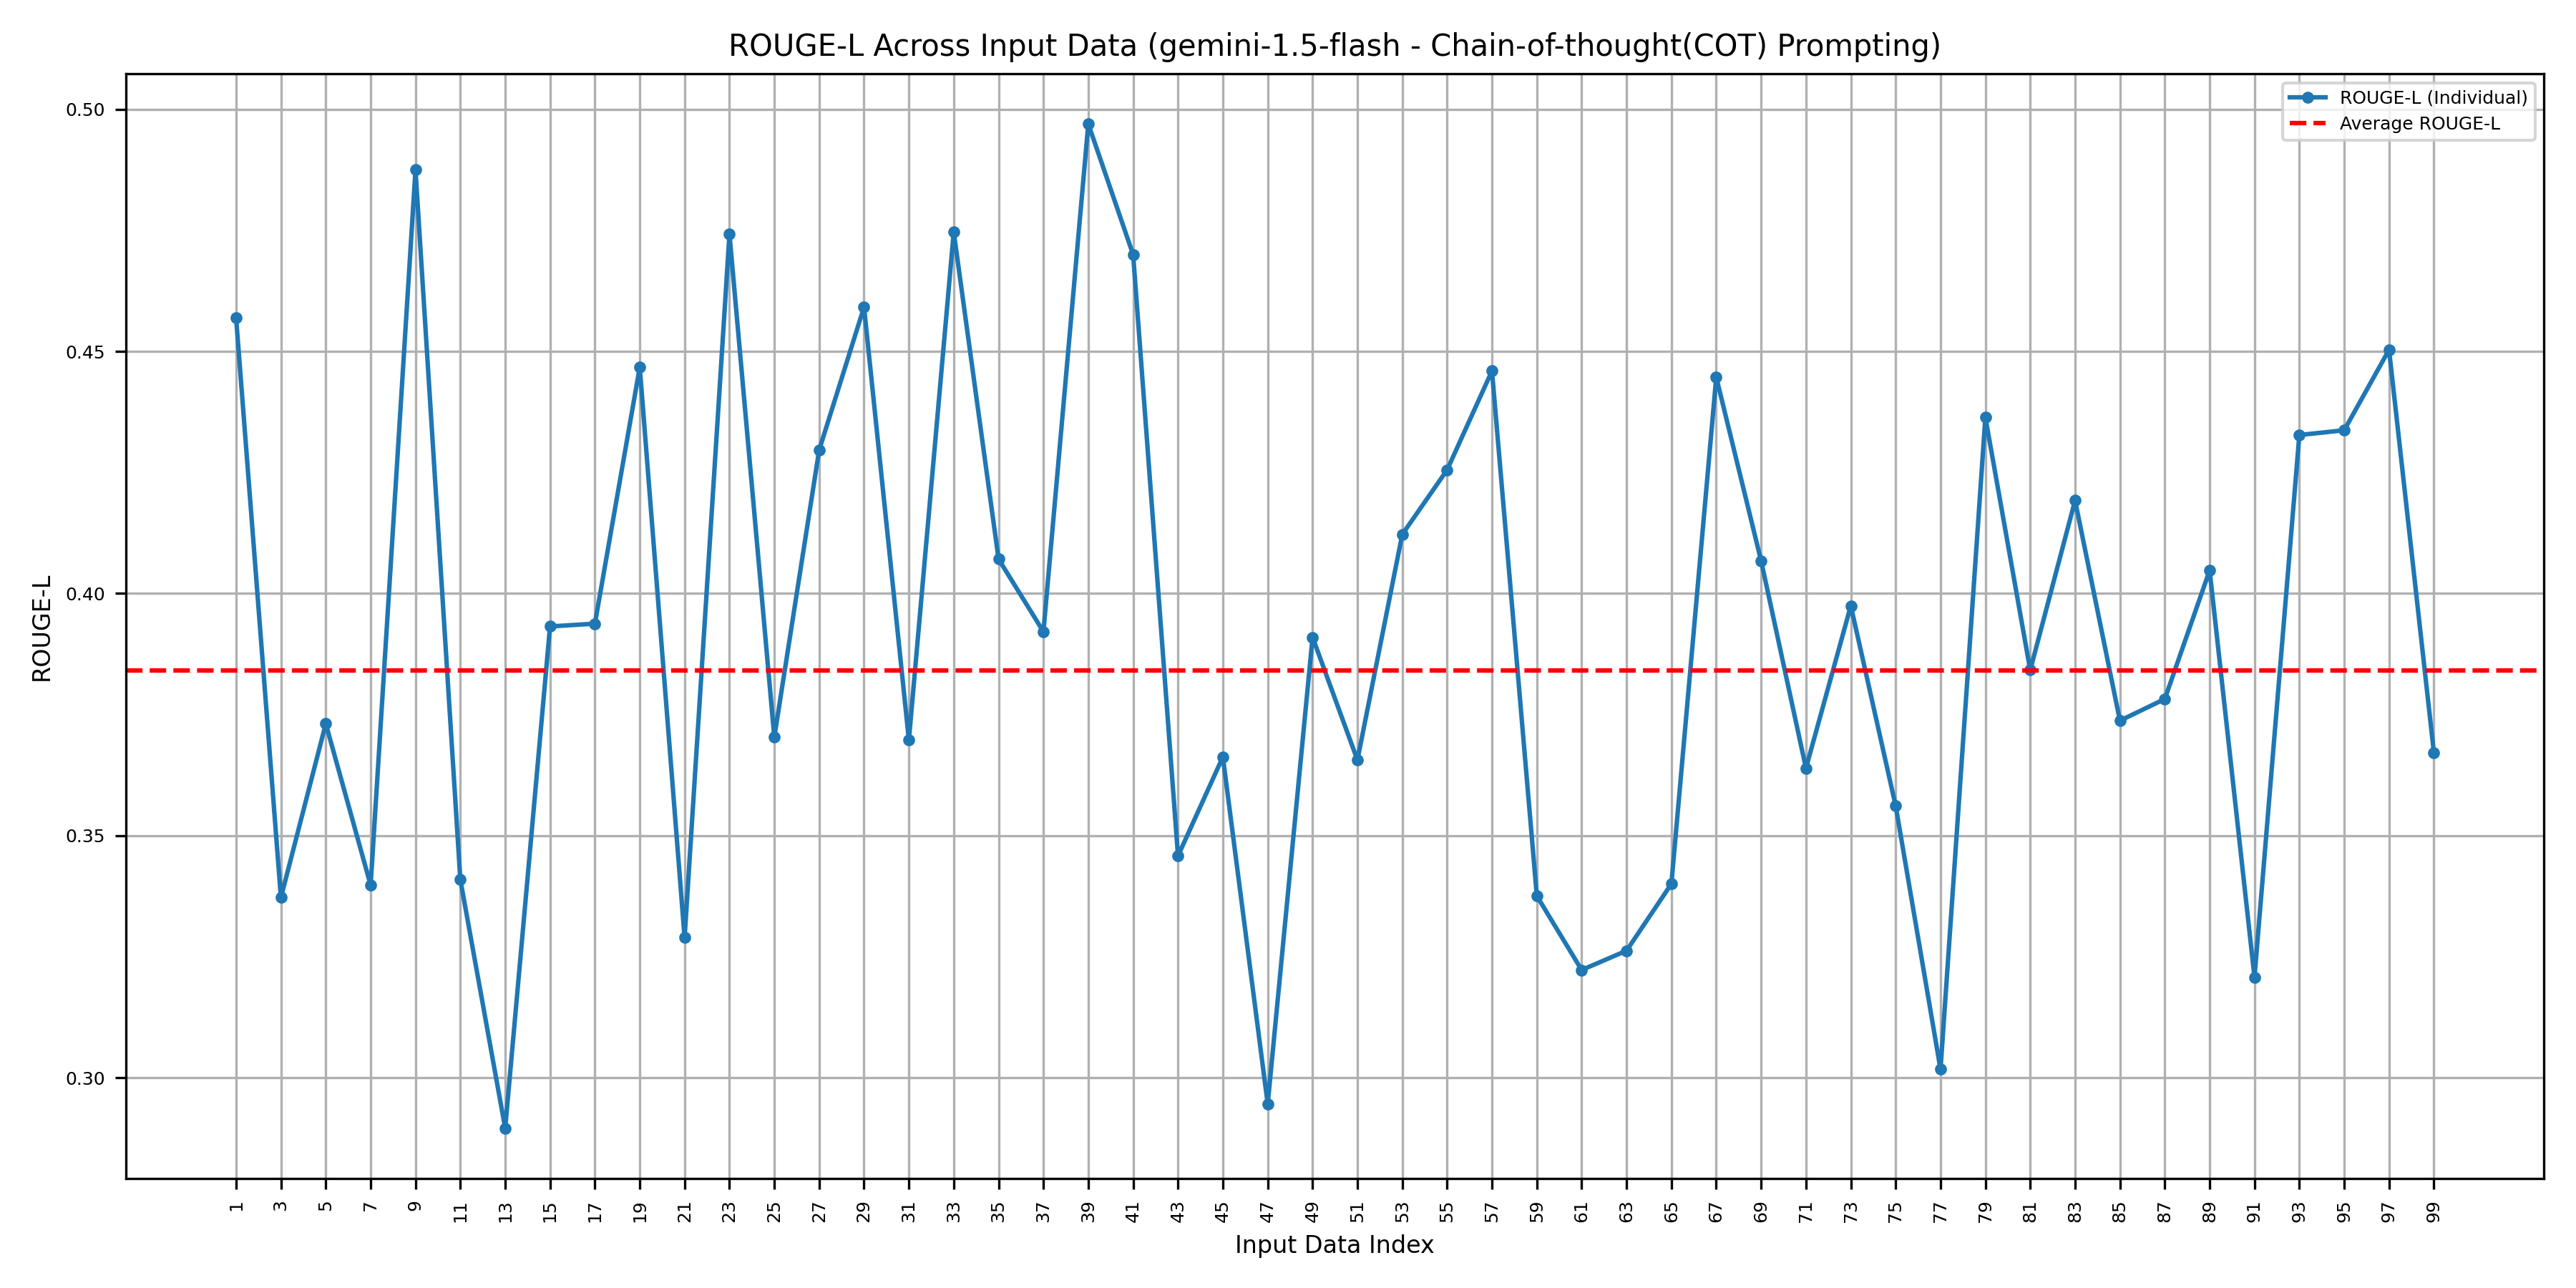 ROUGE-L Across Input Data (gemini-1.5-flash - Chain-of-thought(COT) Prompting)
ROUGE-L (Individual)
Average ROUGE-L
ROUGE-L
0.50
0.45
0.40
0.35
0.30
1 3 5 7 9 11 13 15 17 19 21 23 25 27 29 31 33 35 37 39 41 43 45 47 49 51 53 55 57 59 61 63 65 67 69 71 73 75 77 79 81 83 85 87 89 91 93 95 97 99
Input Data Index